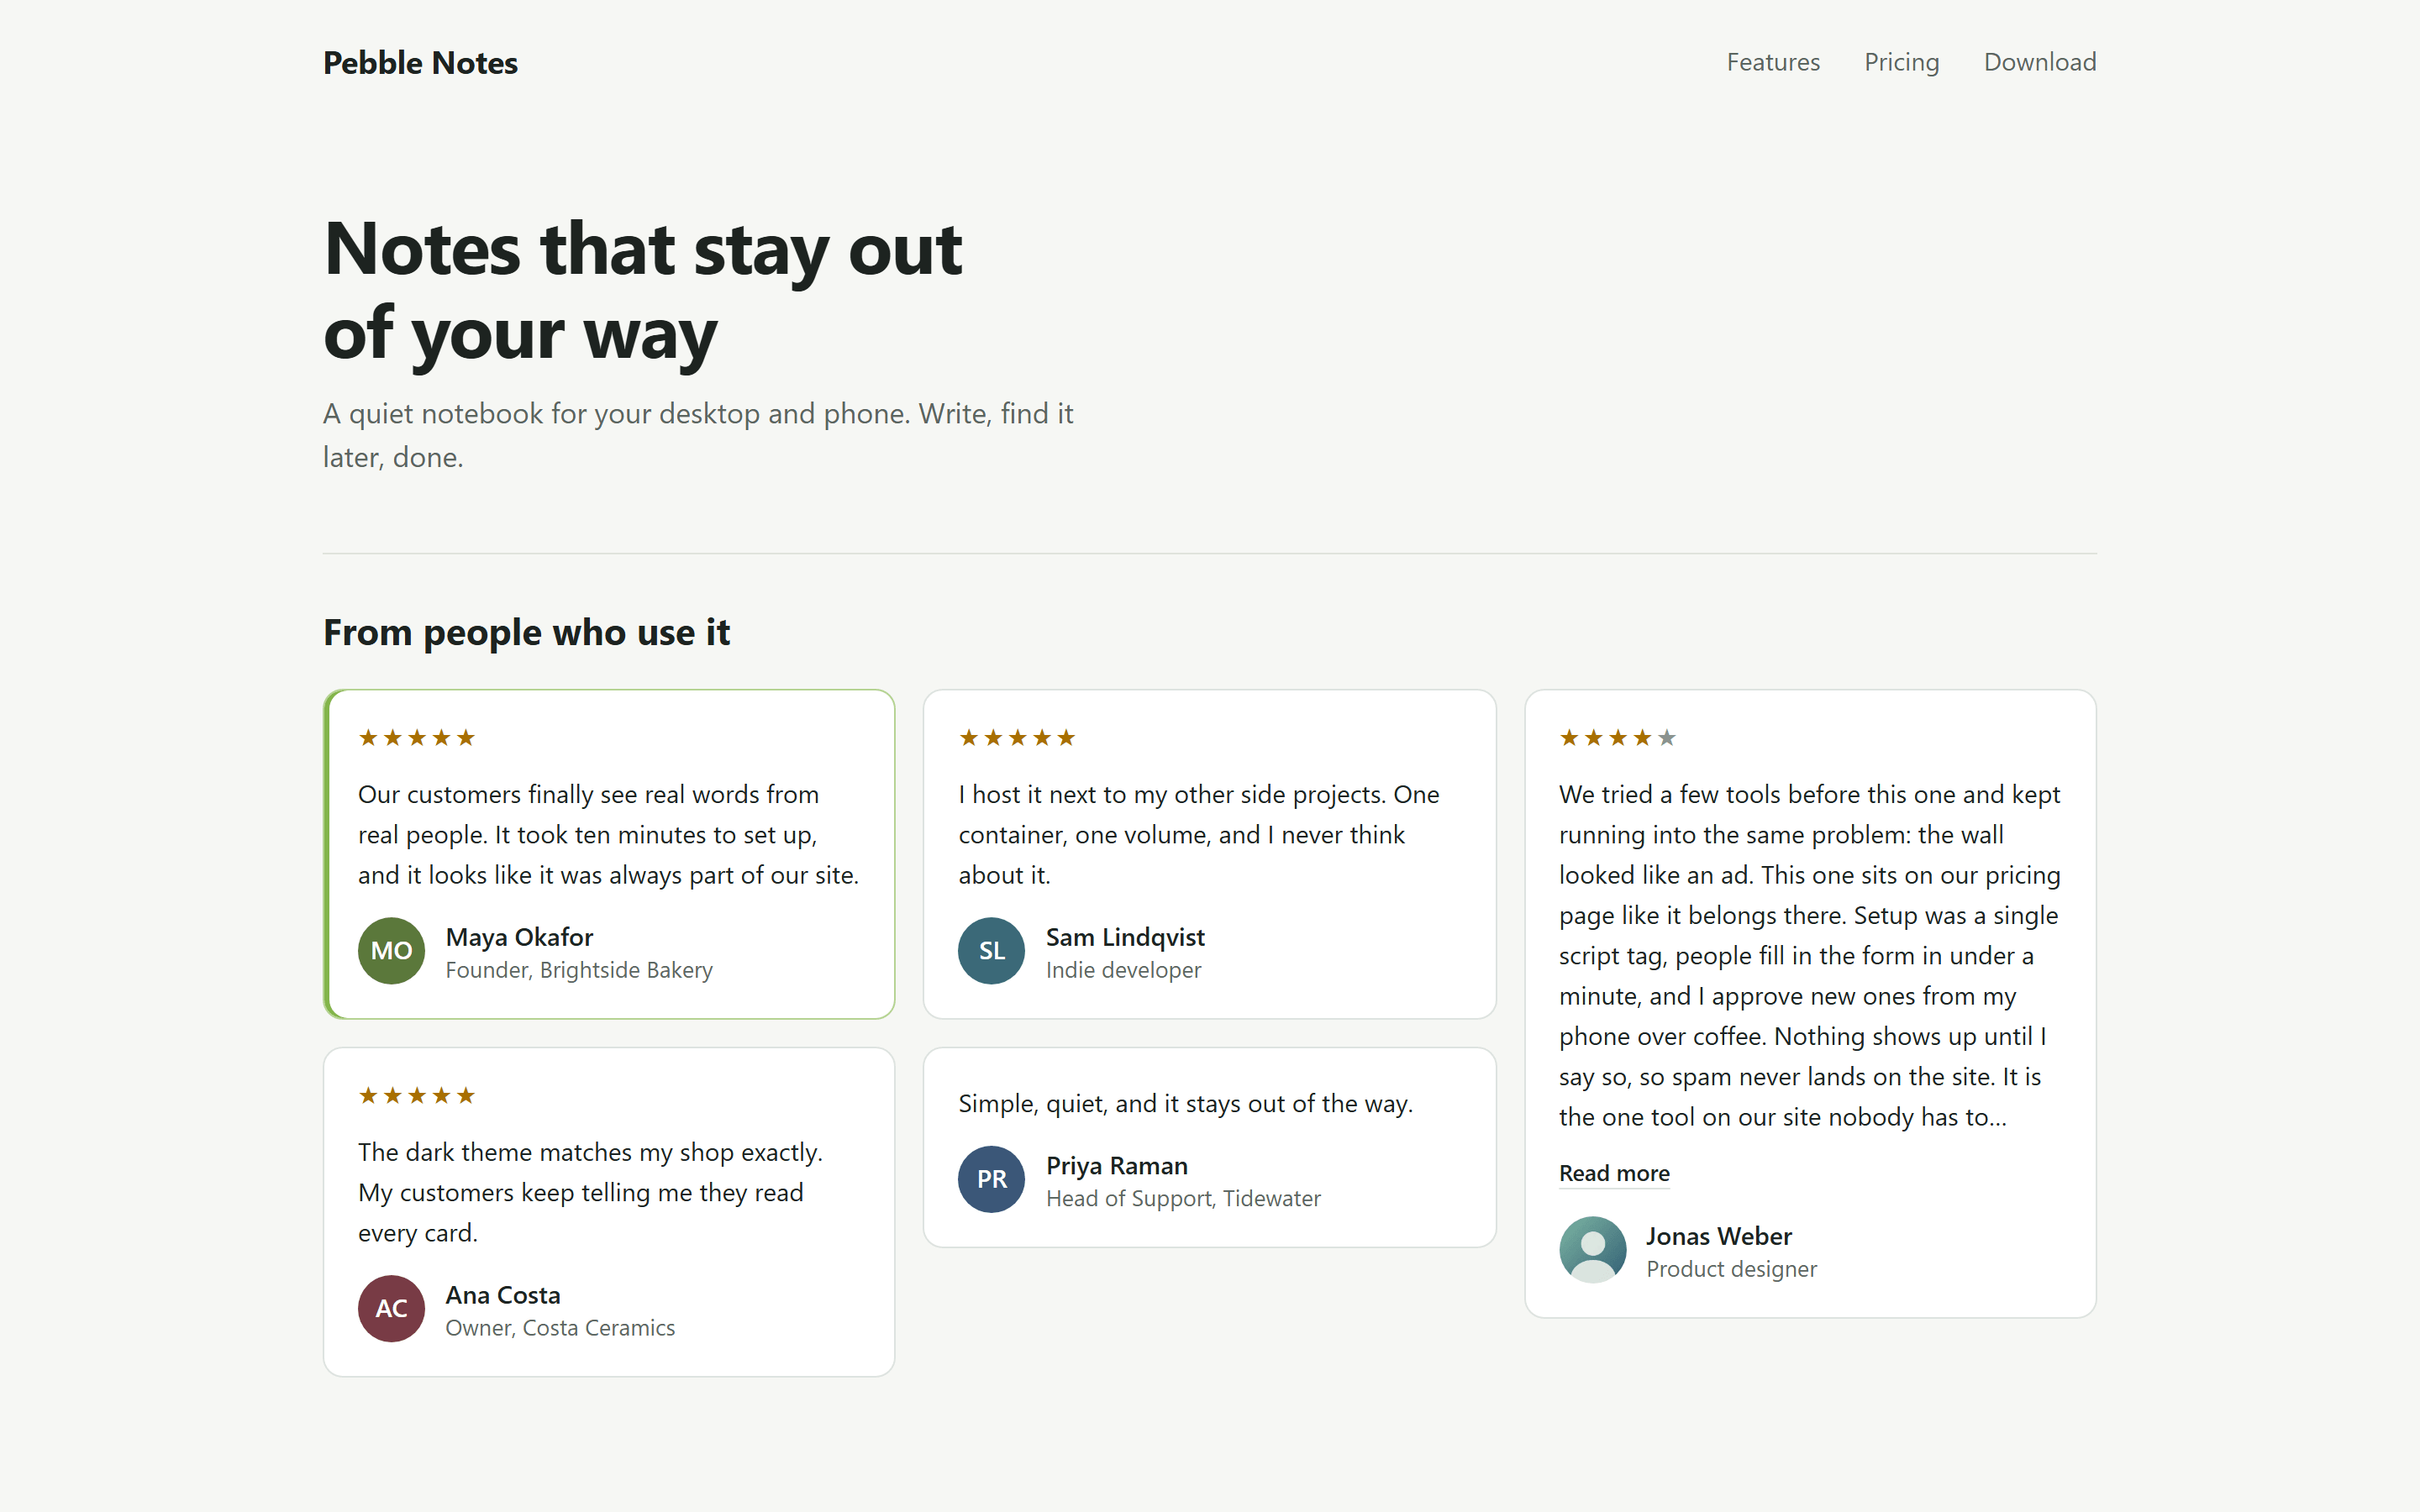 Pebble Notes
Features Pricing Download
Notes that stay out
of your way
A quiet notebook for your desktop and phone. Write, find it
later, done.
From people who use it
★★★★★
Our customers finally see real words from
real people. It took ten minutes to set up,
and it looks like it was always part of our site.
MO
Maya Okafor
Founder, Brightside Bakery
★★★★★
The dark theme matches my shop exactly.
My customers keep telling me they read
every card.
AC
Ana Costa
Owner, Costa Ceramics
★★★★★
I host it next to my other side projects. One
container, one volume, and I never think
about it.
SL
Sam Lindqvist
Indie developer
Simple, quiet, and it stays out of the way.
PR
Priya Raman
Head of Support, Tidewater
★★★★★
We tried a few tools before this one and kept
running into the same problem: the wall
looked like an ad. This one sits on our pricing
page like it belongs there. Setup was a single
script tag, people fill in the form in under a
minute, and I approve new ones from my
phone over coffee. Nothing shows up until I
say so, so spam never lands on the site. It is
the one tool on our site nobody has to…
Read more
Jonas Weber
Product designer